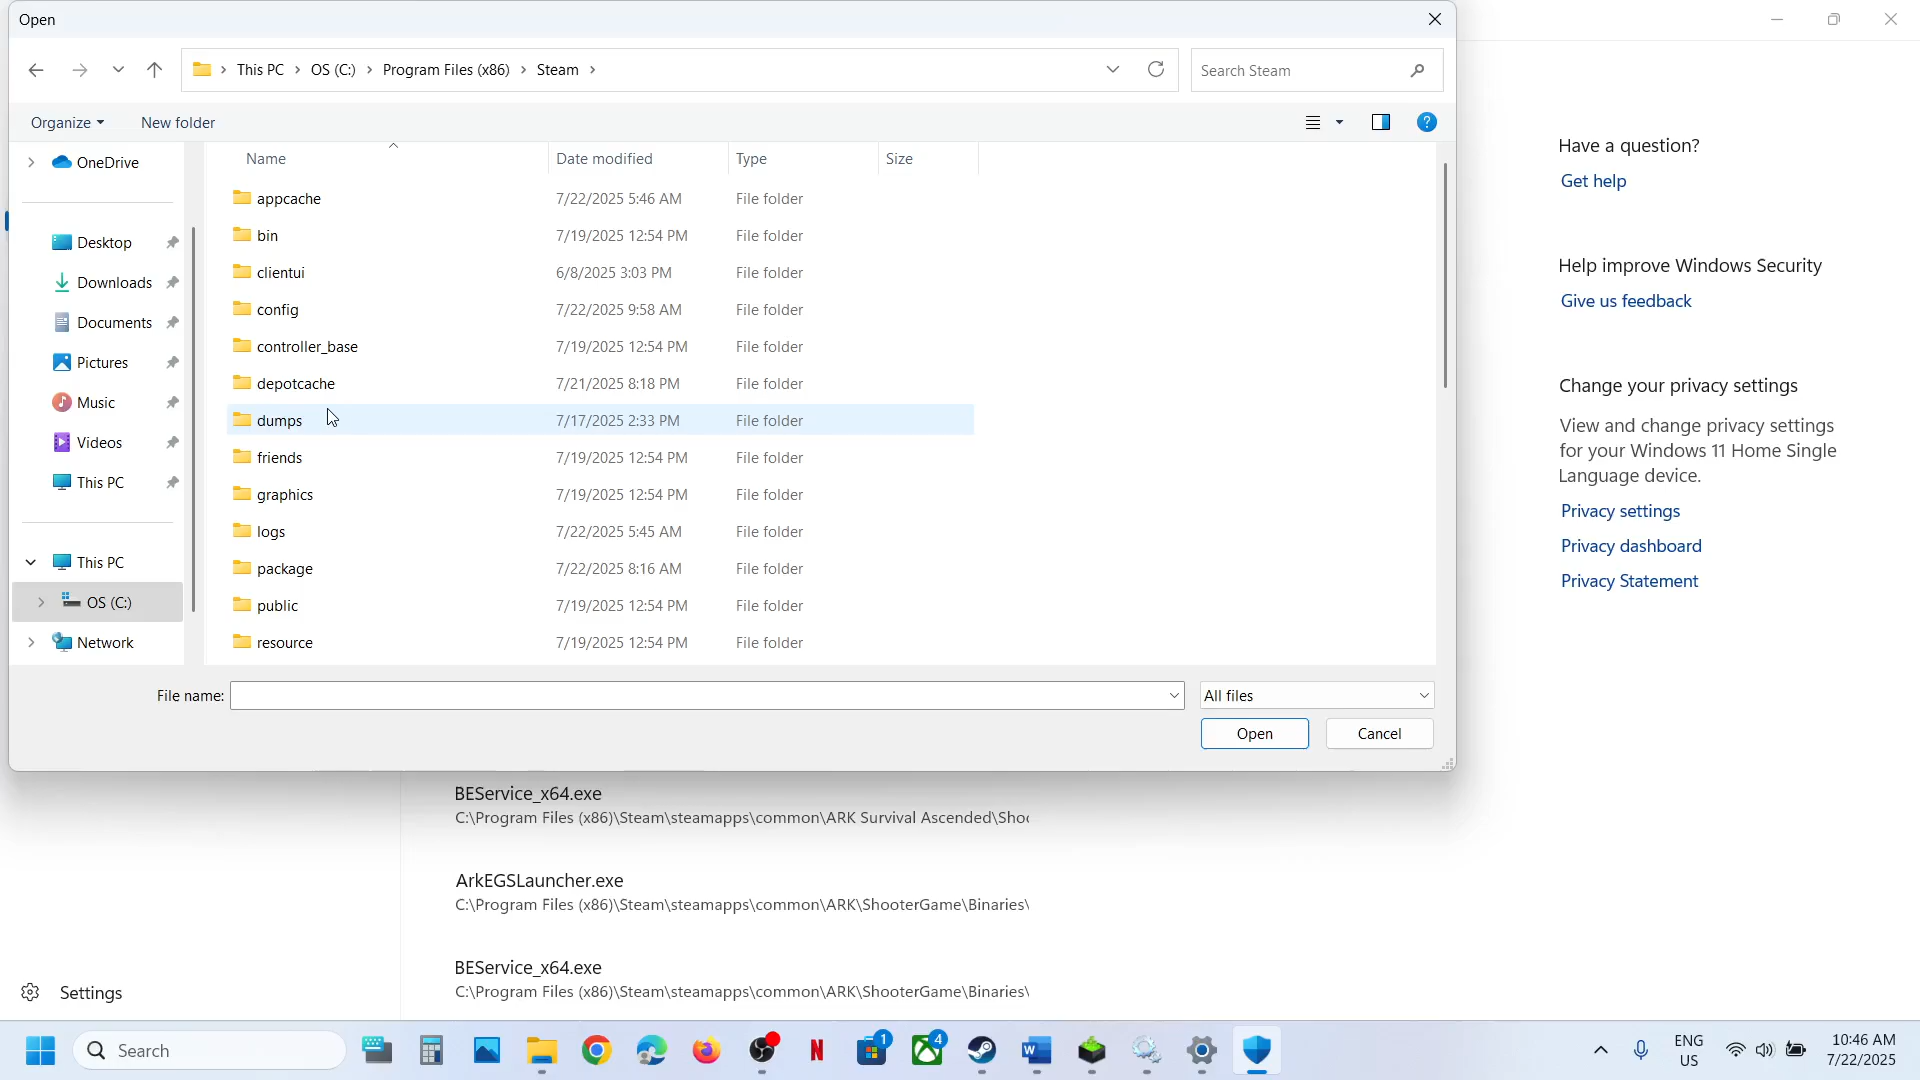 Open
This PC > OS (C:) > Program Files (x86) > Steam >
Search Steam
Organize
New folder
OneDrive
Desktop
Downloads
Documents
Pictures
Music
Videos
This PC
This PC
OS (C:)
Network
Name Date modified Type Size
appcache 7/22/2025 5:46 AM File folder
bin 7/19/2025 12:54 PM File folder
clientui 6/8/2025 3:03 PM File folder
config 7/22/2025 9:58 AM File folder
controller_base 7/19/2025 12:54 PM File folder
depotcache 7/21/2025 8:18 PM File folder
dumps 7/17/2025 2:33 PM File folder
friends 7/19/2025 12:54 PM File folder
graphics 7/19/2025 12:54 PM File folder
logs 7/22/2025 5:45 AM File folder
package 7/22/2025 8:16 AM File folder
public 7/19/2025 12:54 PM File folder
resource 7/19/2025 12:54 PM File folder
File name:
All files
Open
Cancel
BEService_x64.exe
C:\Program Files (x86)\Steam\steamapps\common\ARK Survival Ascended\Shoo
ArkEGSLauncher.exe
C:\Program Files (x86)\Steam\steamapps\common\ARK\ShooterGame\Binaries\
BEService_x64.exe
C:\Program Files (x86)\Steam\steamapps\common\ARK\ShooterGame\Binaries\
Settings
Have a question?
Get help
Help improve Windows Security
Give us feedback
Change your privacy settings
View and change privacy settings
for your Windows 11 Home Single
Language device.
Privacy settings
Privacy dashboard
Privacy Statement
Search
1
4
ENG
US
10:46 AM
7/22/2025